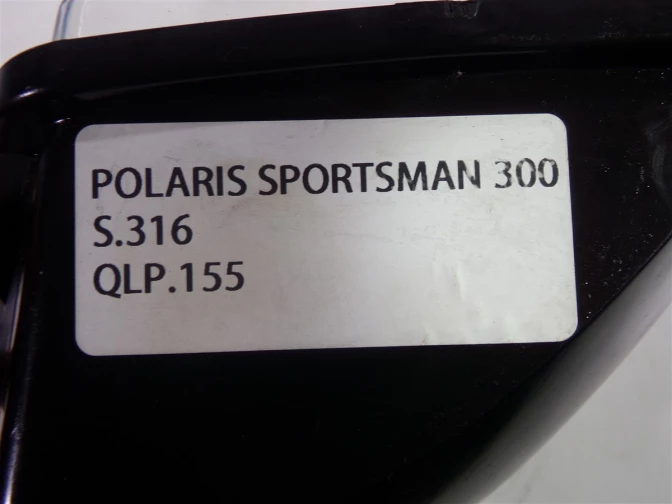 POLARIS SPORTSMAN 300
S.316
QLP.155